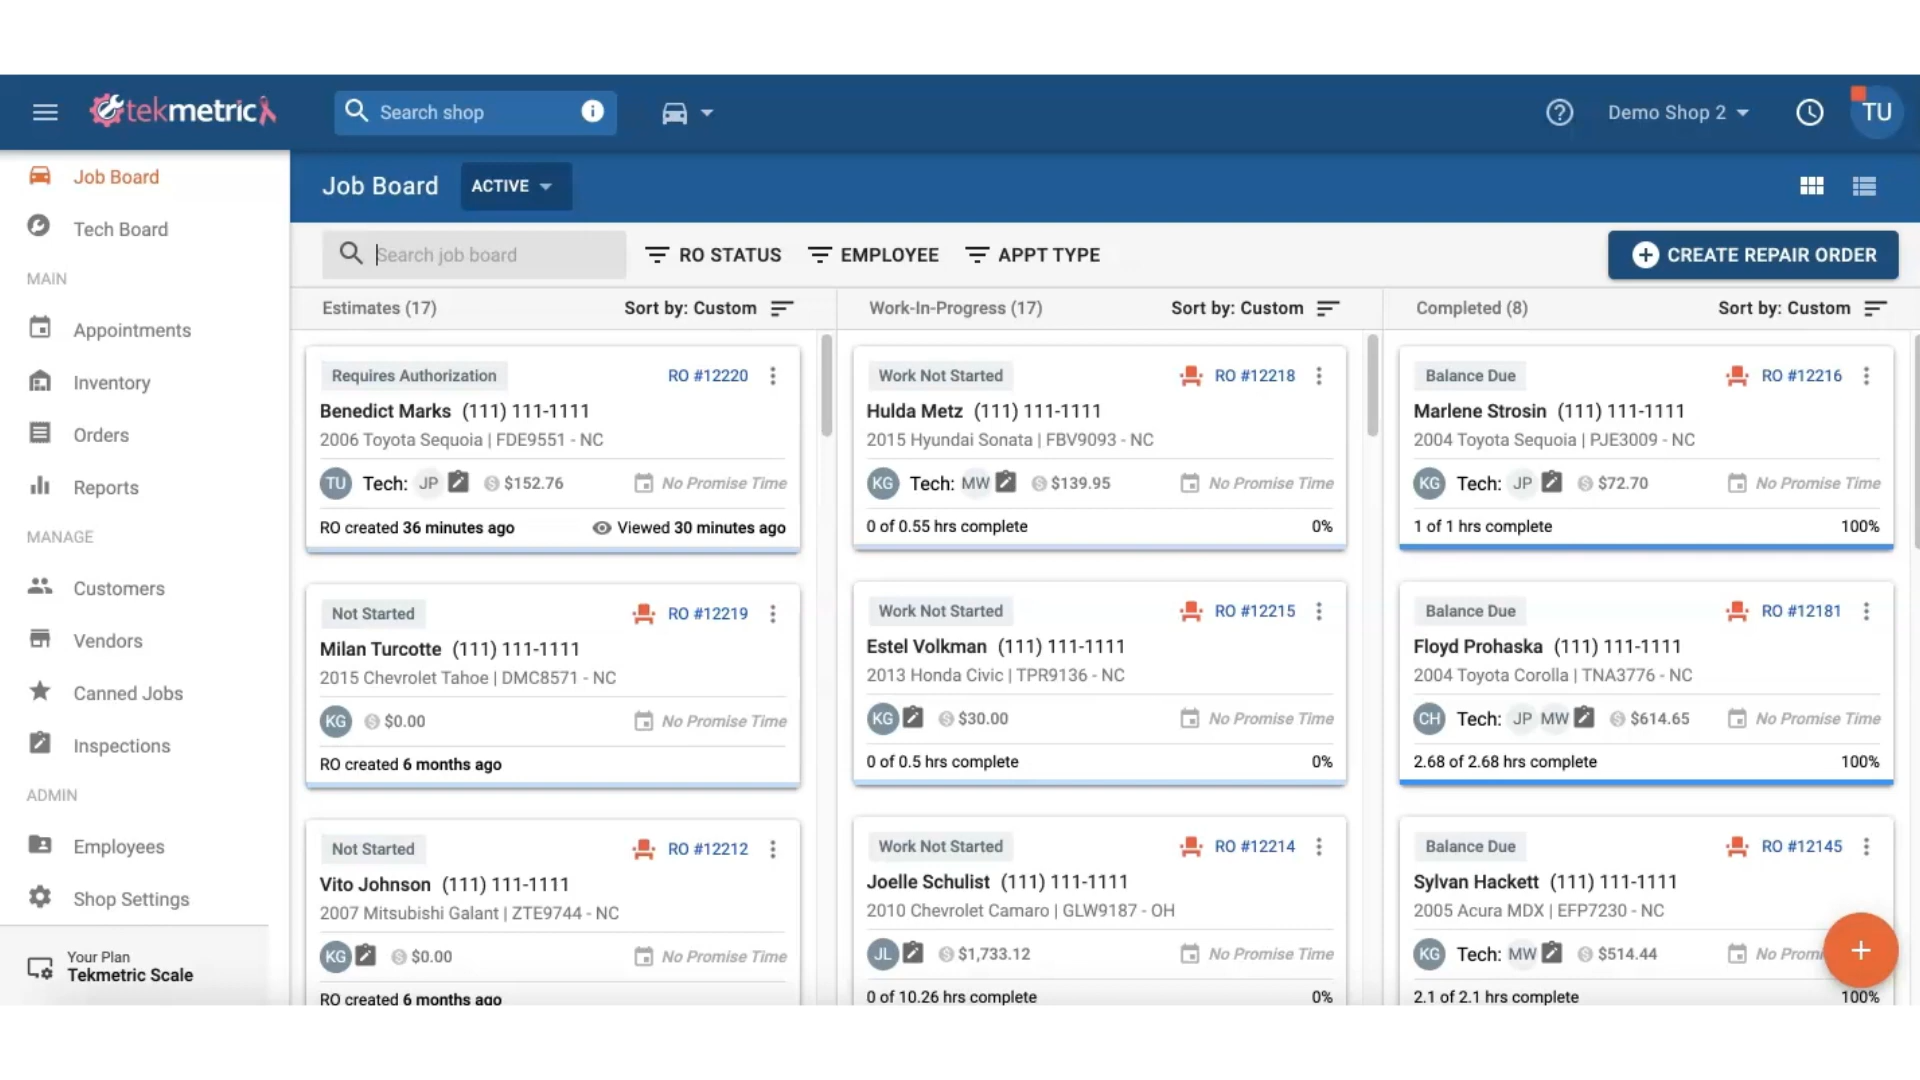 tekmetric
Search shop
Demo Shop 2
TU
Job Board
Tech Board
MAIN
Appointments
Inventory
Orders
Reports
MANAGE
Customers
Vendors
Canned Jobs
Inspections
ADMIN
Employees
Shop Settings
Your Plan
Tekmetric Scale
Job Board
ACTIVE
Search job board
RO STATUS
EMPLOYEE
APPT TYPE
CREATE REPAIR ORDER
Estimates (17)
Sort by: Custom
Requires Authorization
RO #12220
Benedict Marks (111) 111-1111
2006 Toyota Sequoia | FDE9551 - NC
TU Tech: JP $152.76 No Promise Time
RO created 36 minutes ago Viewed 30 minutes ago
Not Started
RO #12219
Milan Turcotte (111) 111-1111
2015 Chevrolet Tahoe | DMC8571 - NC
KG $0.00 No Promise Time
RO created 6 months ago
Not Started
RO #12212
Vito Johnson (111) 111-1111
2007 Mitsubishi Galant | ZTE9744 - NC
KG $0.00 No Promise Time
RO created 6 months ago
Work-In-Progress (17)
Sort by: Custom
Work Not Started
RO #12218
Hulda Metz (111) 111-1111
2015 Hyundai Sonata | FBV9093 - NC
KG Tech: MW $139.95 No Promise Time
0 of 0.55 hrs complete 0%
Work Not Started
RO #12215
Estel Volkman (111) 111-1111
2013 Honda Civic | TPR9136 - NC
KG $30.00 No Promise Time
0 of 0.5 hrs complete 0%
Work Not Started
RO #12214
Joelle Schulist (111) 111-1111
2010 Chevrolet Camaro | GLW9187 - OH
JL $1,733.12 No Promise Time
0 of 10.26 hrs complete 0%
Completed (8)
Sort by: Custom
Balance Due
RO #12216
Marlene Strosin (111) 111-1111
2004 Toyota Sequoia | PJE3009 - NC
KG Tech: JP $72.70 No Promise Time
1 of 1 hrs complete 100%
Balance Due
RO #12181
Floyd Prohaska (111) 111-1111
2004 Toyota Corolla | TNA3776 - NC
CH Tech: JP MW $614.65 No Promise Time
2.68 of 2.68 hrs complete 100%
Balance Due
RO #12145
Sylvan Hackett (111) 111-1111
2005 Acura MDX | EFP7230 - NC
KG Tech: MW $514.44 No Promi
2.1 of 2.1 hrs complete 100%